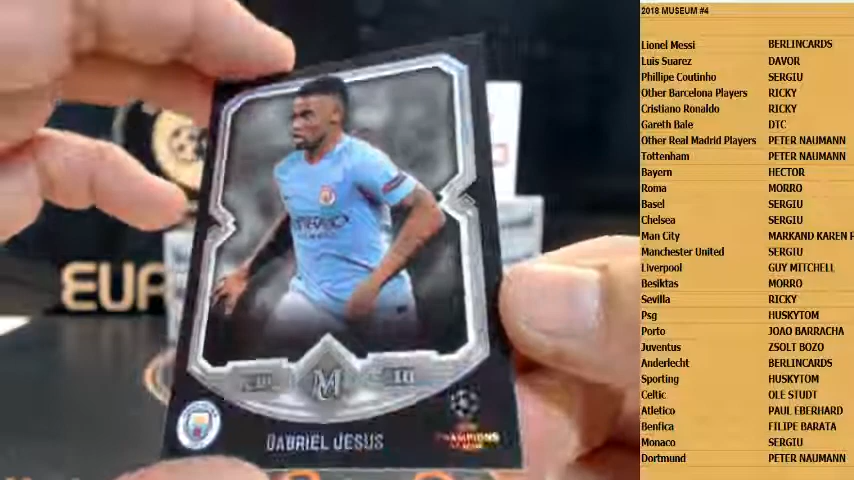 2018 MUSEUM #4
Lionel Messi BERLINCARDS
Luis Suarez DAVOR
Phillipe Coutinho SERGIU
Other Barcelona Players RICKY
Cristiano Ronaldo RICKY
Gareth Bale DTC
Other Real Madrid Players PETER NAUMANN
Tottenham PETER NAUMANN
Bayern HECTOR
Roma MORRO
Basel SERGIU
Chelsea SERGIU
Man City MARKAND KAREN
Manchester United SERGIU
Liverpool GUY MITCHELL
Besiktas MORRO
Sevilla RICKY
Psg HUSKYTOM
Porto JOAO BARRACHA
Juventus ZSOLT BOZO
Anderlecht BERLINCARDS
Sporting HUSKYTOM
Celtic OLE STUDT
Atletico PAUL EBERHARD
Benfica FILIPE BARATA
Monaco SERGIU
Dortmund PETER NAUMANN
EUR
M
GABRIEL JESUS
CHAMPIONS